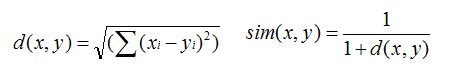 d(x, y) = √(∑(xᵢ − yᵢ)²) sim(x, y) = 1 / (1 + d(x, y))